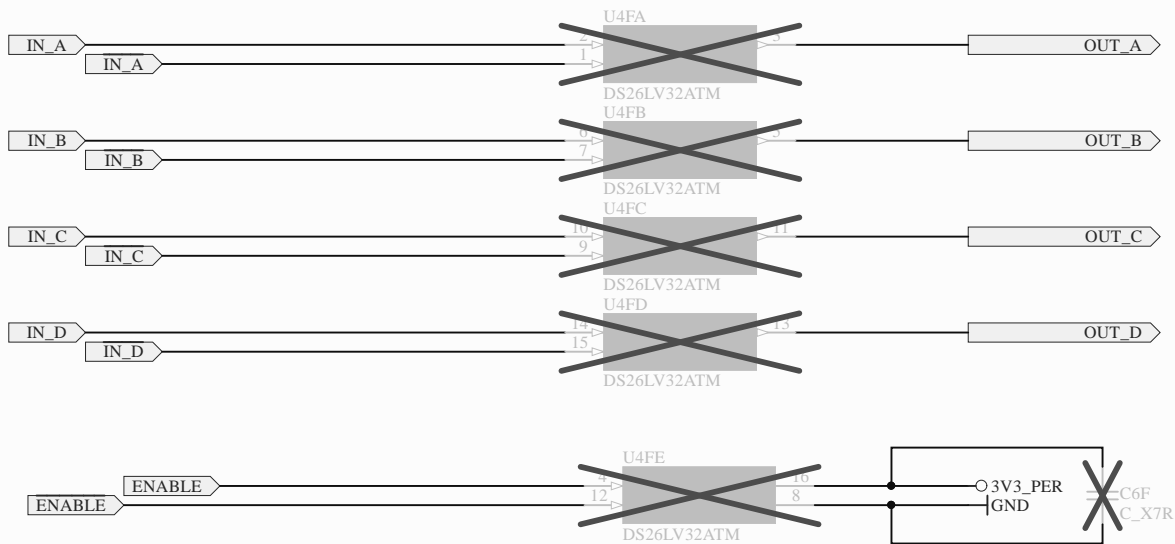 U4FA
IN_A 2 3 OUT_A
IN_A 1
DS26LV32ATM
U4FB
IN_B 6 5 OUT_B
IN_B 7
DS26LV32ATM
U4FC
IN_C 10 11 OUT_C
IN_C 9
DS26LV32ATM
U4FD
IN_D 14 13 OUT_D
IN_D 15
DS26LV32ATM
U4FE
ENABLE 4 16 3V3_PER C6F
ENABLE 12 8 GND C_X7R
DS26LV32ATM